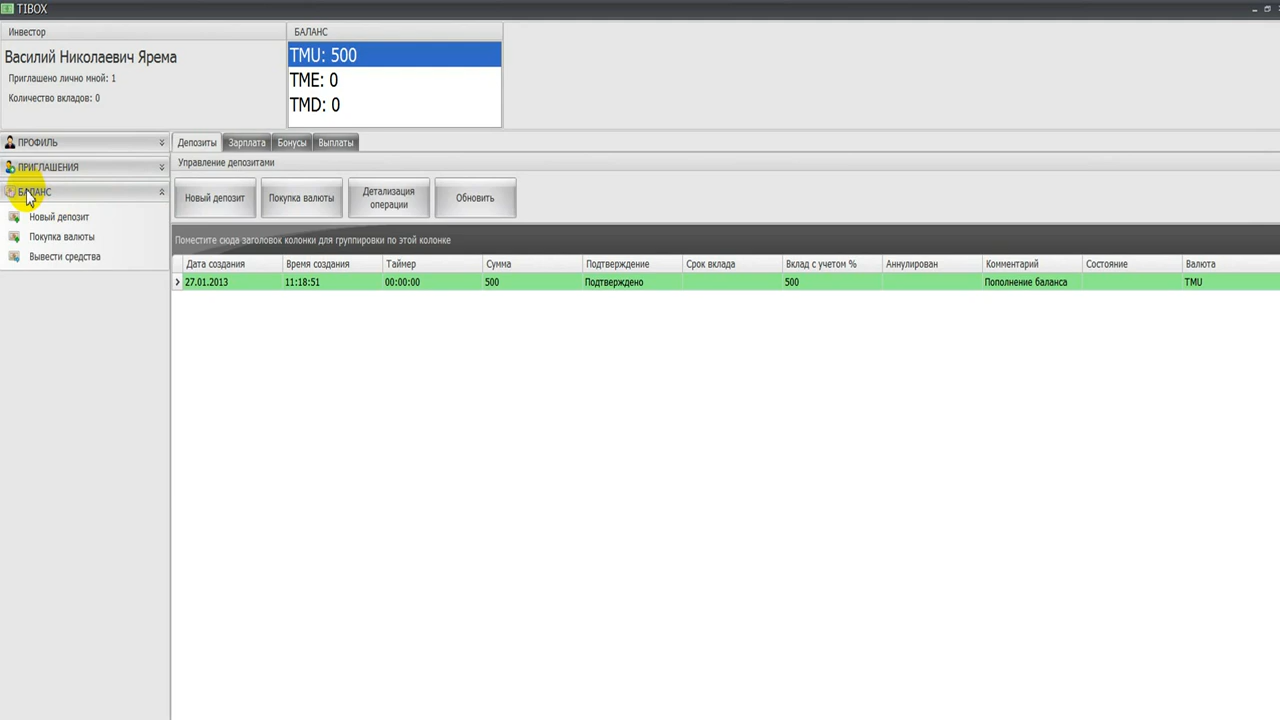 TIBOX
Инвестор
БАЛАНС
Василий Николаевич Ярема
Приглашено лично мной: 1
Количество вкладов: 0
TMU: 500
TME: 0
TMD: 0
ПРОФИЛЬ
ПРИГЛАШЕНИЯ
БАЛАНС
Новый депозит
Покупка валюты
Вывести средства
Депозиты Зарплата Бонусы Выплаты
Управление депозитами
Новый депозит
Покупка валюты
Детализация
операции
Обновить
Поместите сюда заголовок колонки для группировки по этой колонке
Дата создания Время создания Таймер Сумма Подтверждение Срок вклада Вклад с учетом % Аннулирован Комментарий Состояние Валюта
27.01.2013 11:18:51 00:00:00 500 Подтверждено 500 Пополнение баланса TMU